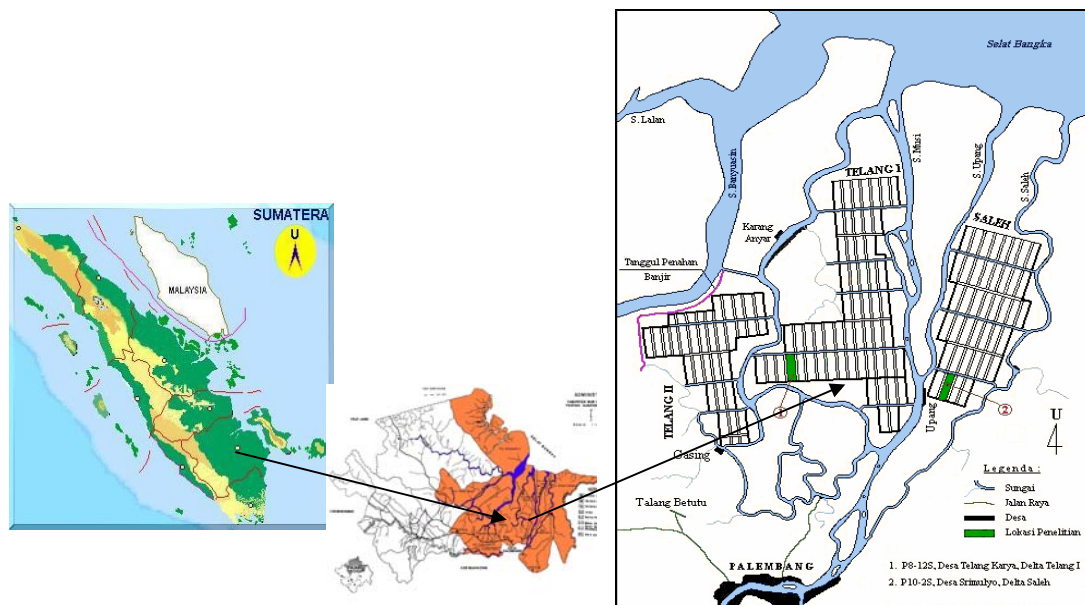 SUMATERA
U
MALAYSIA
Selat Bangka
S. Lalan
S. Banyuasin
S. Musi
S. Upang
S. Saleh
TELANG I
SALEH
Karang
Anyar
Tanggul Penahan
Banjir
TELANG II
1
2
Upang
U
Gasing
Talang Betutu
PALEMBANG
Legenda :
Sungai
Jalan Raya
Desa
Lokasi Penelitian
1. P8-12S, Desa Telang Karya, Delta Telang I
2. P10-2S, Desa Srimulyo, Delta Saleh